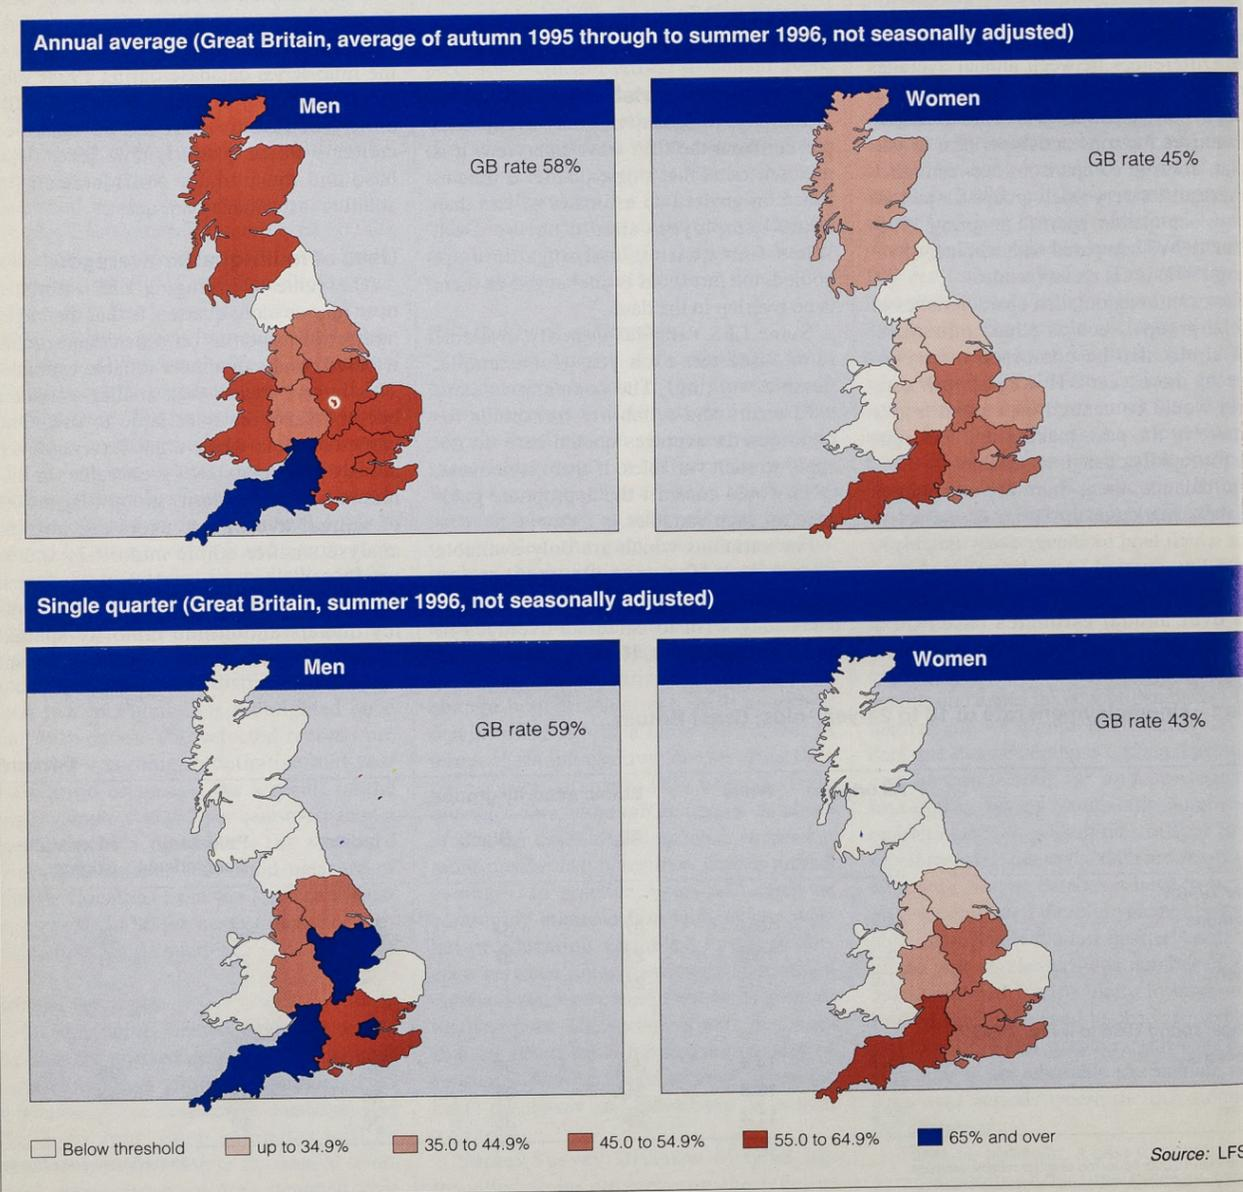 Annual average (Great Britain, average of autumn 1995 through to summer 1996, not seasonally adjusted)
Men
Women
GB rate 58%
GB rate 45%
Single quarter (Great Britain, summer 1996, not seasonally adjusted)
Men
Women
GB rate 59%
GB rate 43%
Below threshold
up to 34.9%
35.0 to 44.9%
45.0 to 54.9%
55.0 to 64.9%
65% and over
Source: LFS